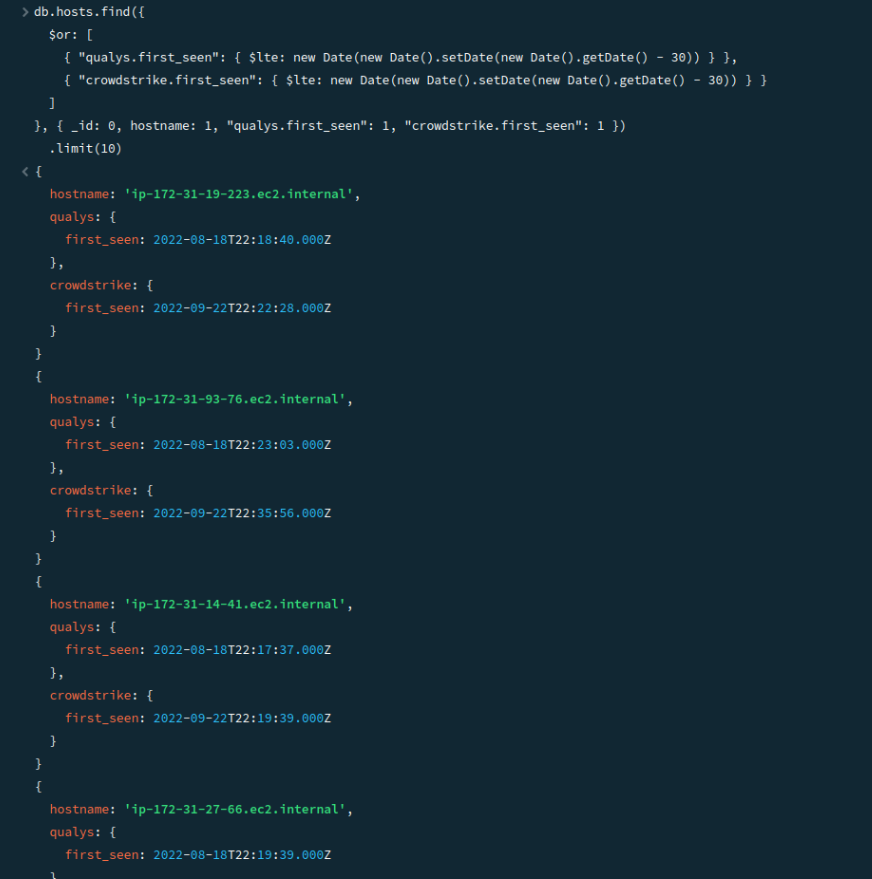 > db.hosts.find({
$or: [
{ "qualys.first_seen": { $lte: new Date(new Date().setDate(new Date().getDate() - 30)) } },
{ "crowdstrike.first_seen": { $lte: new Date(new Date().setDate(new Date().getDate() - 30)) } }
]
}, { _id: 0, hostname: 1, "qualys.first_seen": 1, "crowdstrike.first_seen": 1 })
.limit(10)
< {
hostname: 'ip-172-31-19-223.ec2.internal',
qualys: {
first_seen: 2022-08-18T22:18:40.000Z
},
crowdstrike: {
first_seen: 2022-09-22T22:22:28.000Z
}
}
{
hostname: 'ip-172-31-93-76.ec2.internal',
qualys: {
first_seen: 2022-08-18T22:23:03.000Z
},
crowdstrike: {
first_seen: 2022-09-22T22:35:56.000Z
}
}
{
hostname: 'ip-172-31-14-41.ec2.internal',
qualys: {
first_seen: 2022-08-18T22:17:37.000Z
},
crowdstrike: {
first_seen: 2022-09-22T22:19:39.000Z
}
}
{
hostname: 'ip-172-31-27-66.ec2.internal',
qualys: {
first_seen: 2022-08-18T22:19:39.000Z
}